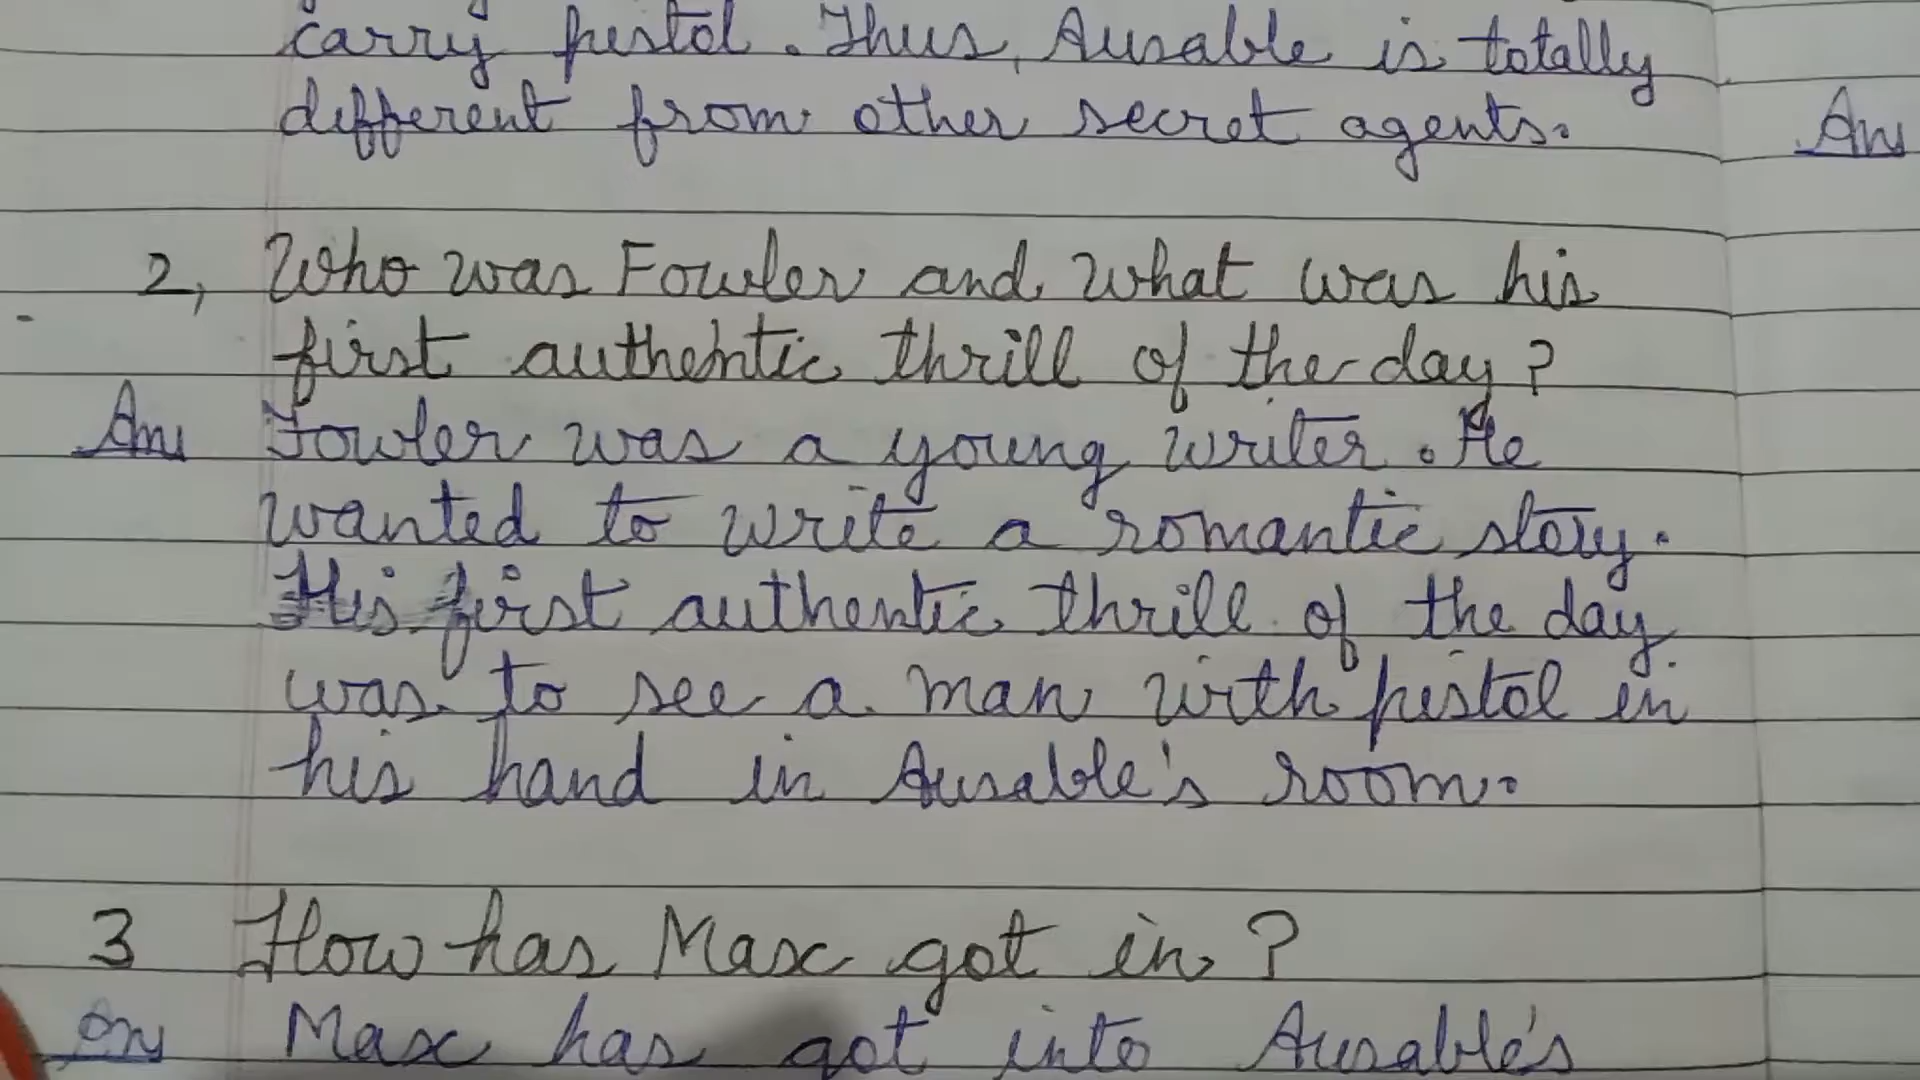 carry pistol. Thus, Ausable is totally
different from other secret agents.
Ans
2, Who was Fowler and what was his
first authentic thrill of the day?
Ans Fowler was a young writer. He
wanted to write a romantic story.
His first authentic thrill of the day
was to see a man with pistol in
his hand in Ausable's room.
3 How has Max got in?
Ans Max has got into Ausable's